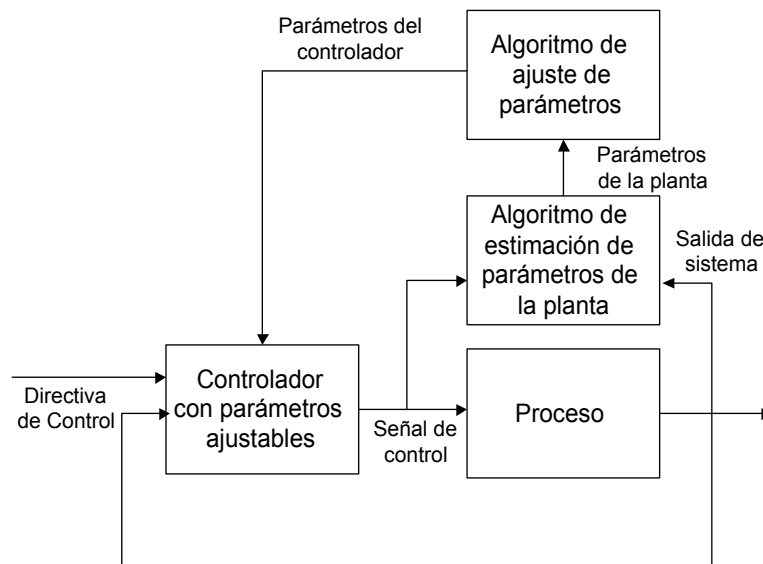 Parámetros del
controlador
Algoritmo de
ajuste de
parámetros
Parámetros
de la planta
Algoritmo de
estimación de
parámetros de
la planta
Salida de
sistema
Directiva
de Control
Controlador
con parámetros
ajustables
Señal de
control
Proceso